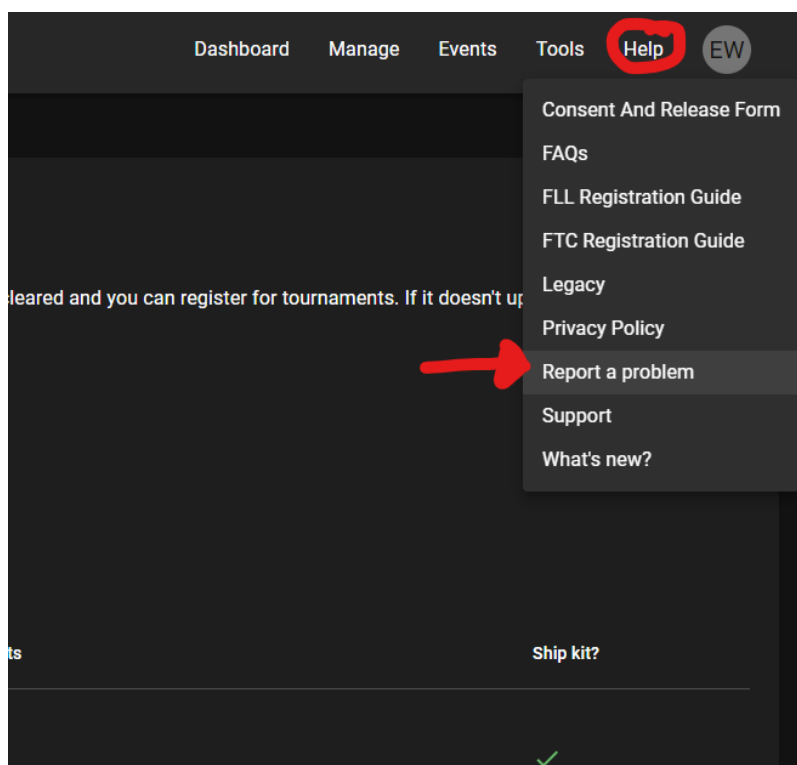 Dashboard Manage Events Tools Help EW
Consent And Release Form
FAQs
FLL Registration Guide
FTC Registration Guide
Legacy
cleared and you can register for tournaments. If it doesn't up
Privacy Policy
Report a problem
Support
What's new?
ts Ship kit?